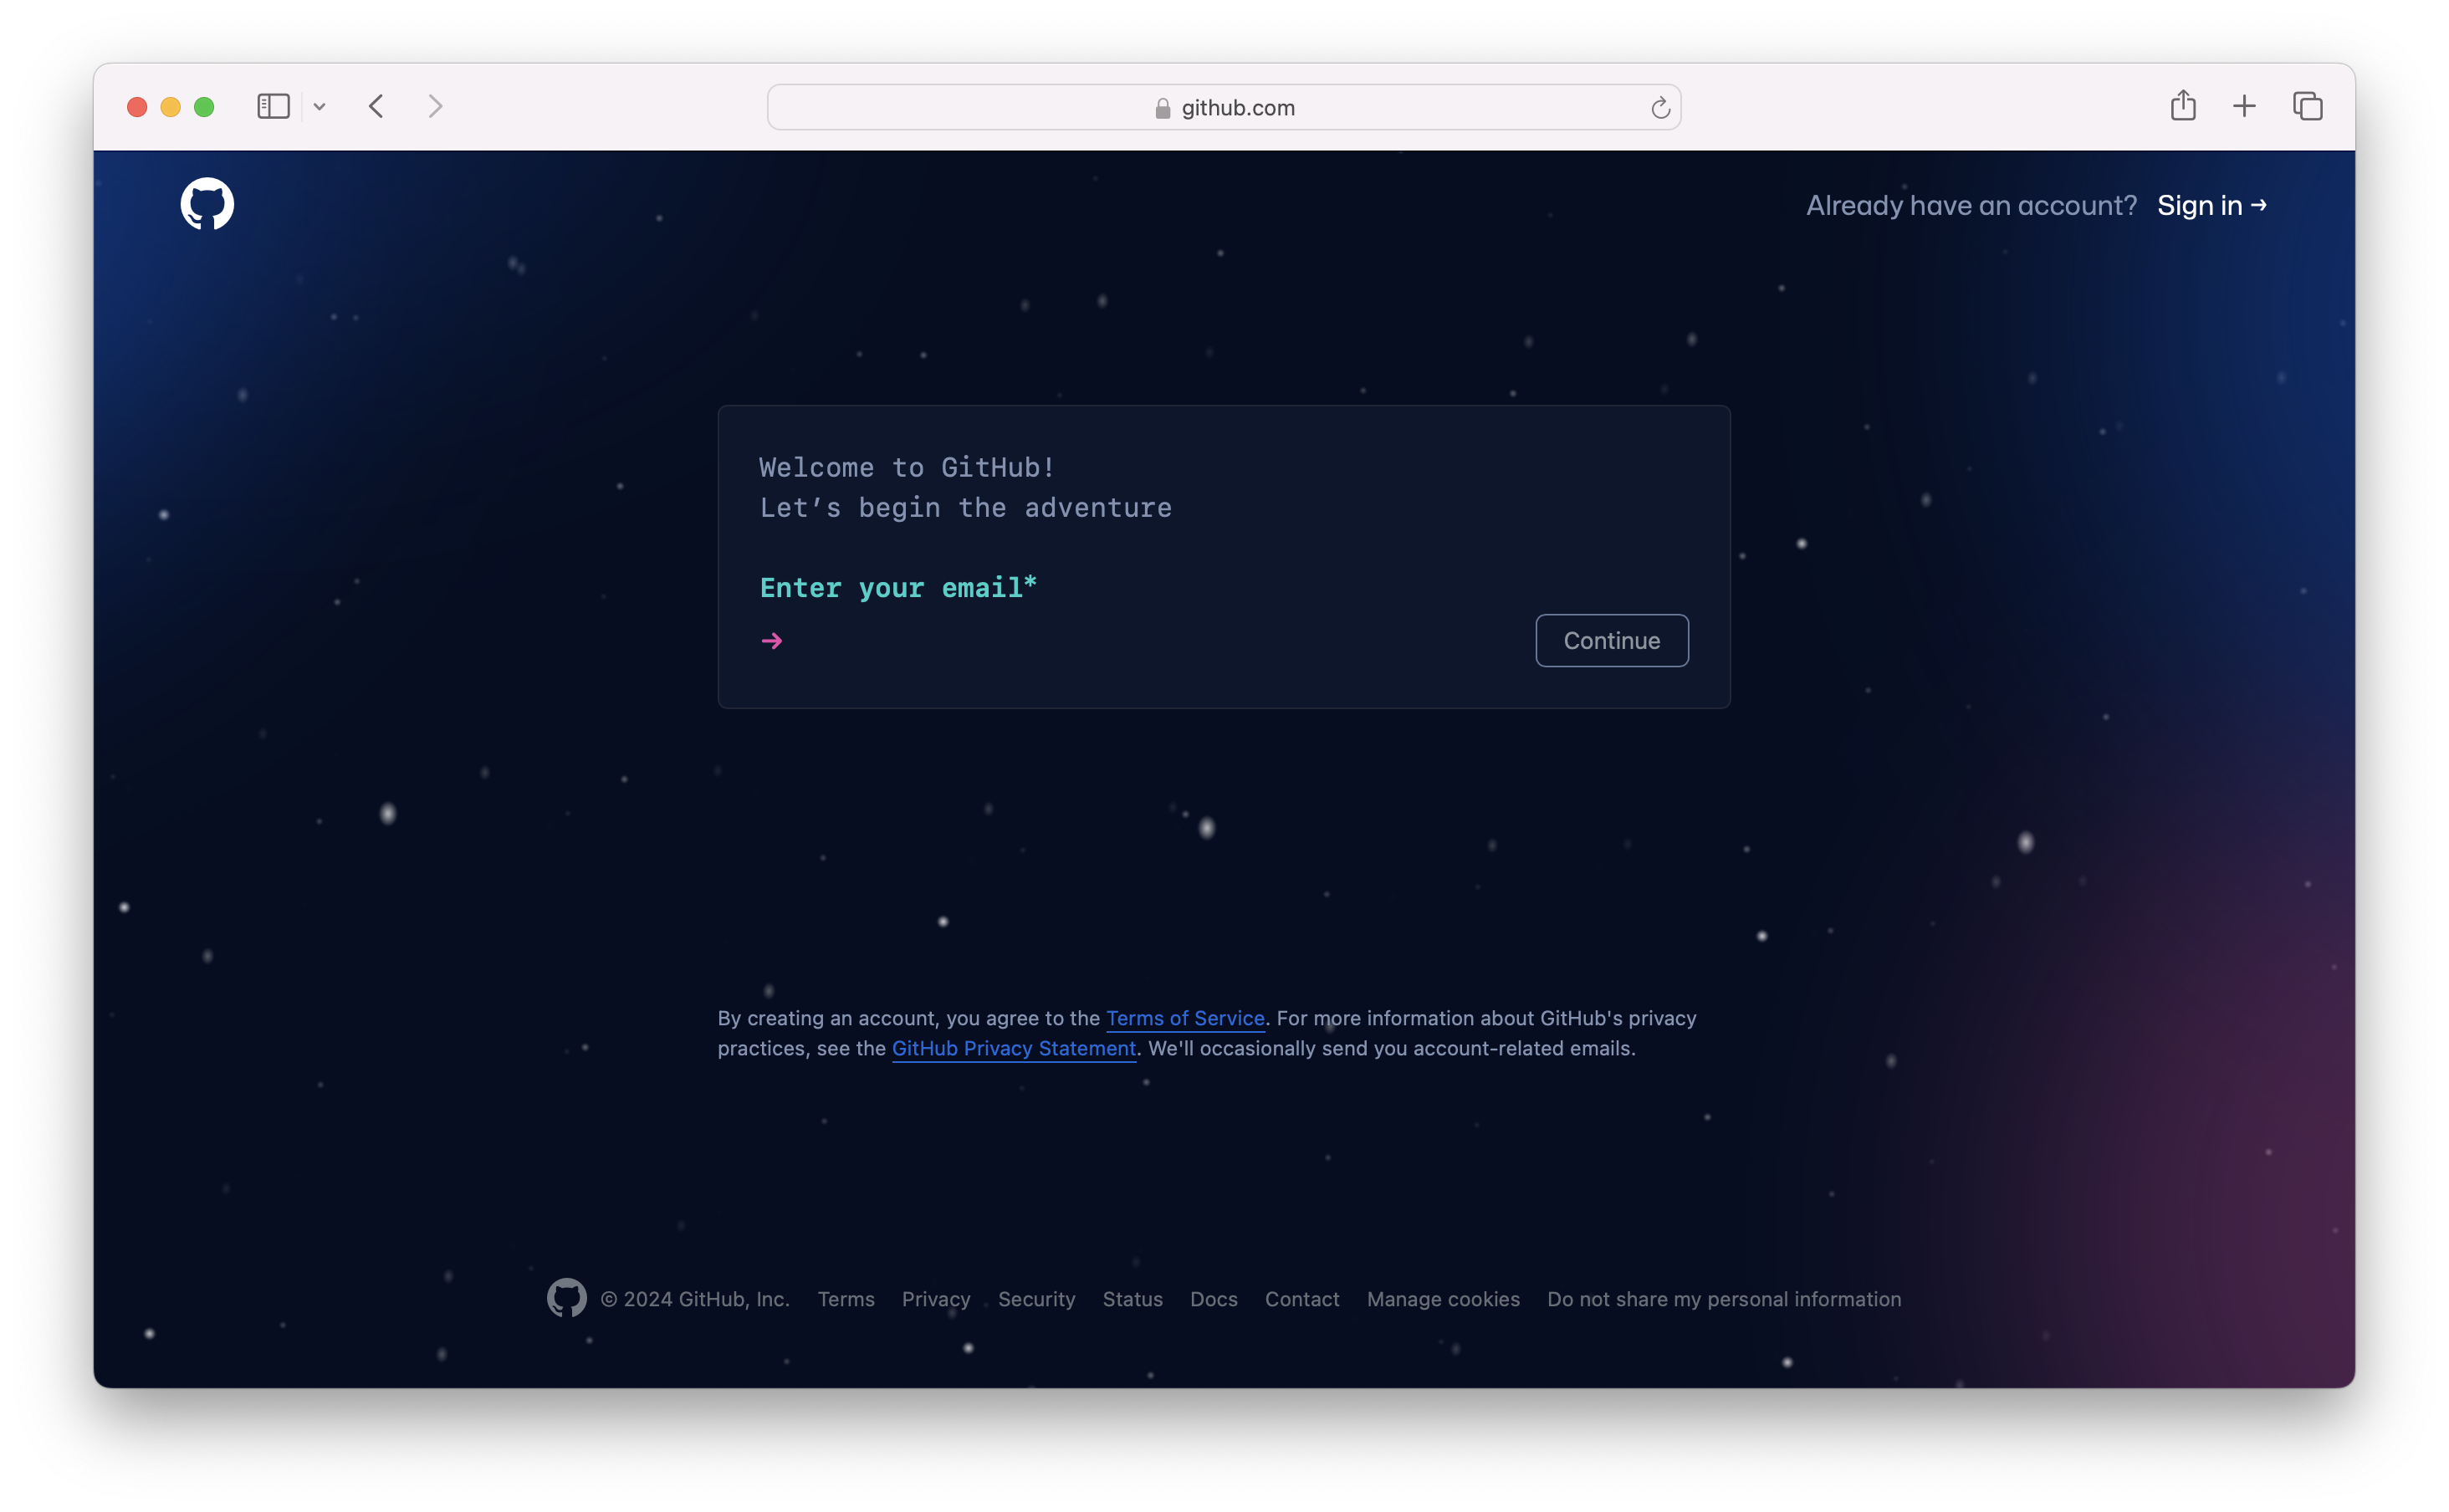 github.com
Already have an account? Sign in →
Welcome to GitHub!
Let’s begin the adventure
Enter your email*
→
Continue
By creating an account, you agree to the Terms of Service. For more information about GitHub's privacy
practices, see the GitHub Privacy Statement. We'll occasionally send you account-related emails.
© 2024 GitHub, Inc. Terms Privacy Security Status Docs Contact Manage cookies Do not share my personal information